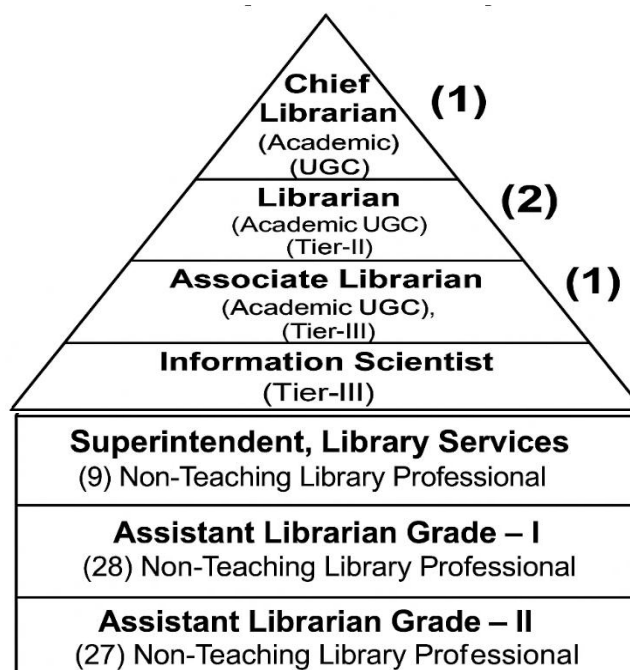 Chief
Librarian
(Academic)
(UGC)
(1)
Librarian
(Academic UGC)
(Tier-II)
(2)
Associate Librarian
(Academic UGC),
(Tier-III)
(1)
Information Scientist
(Tier-III)
Superintendent, Library Services
(9) Non-Teaching Library Professional
Assistant Librarian Grade – I
(28) Non-Teaching Library Professional
Assistant Librarian Grade – II
(27) Non-Teaching Library Professional